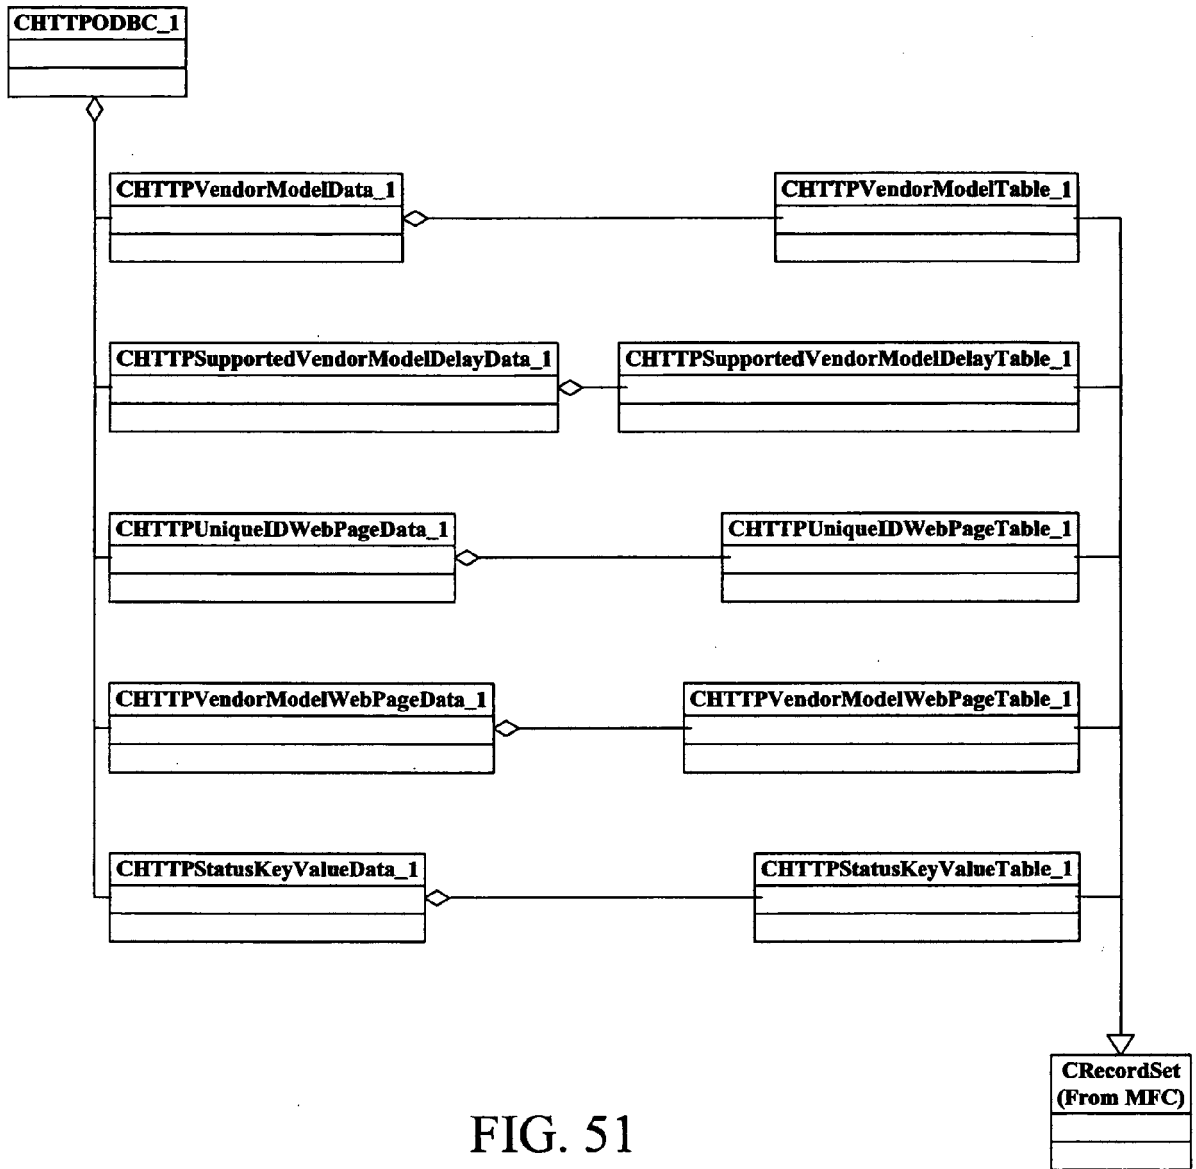 CHTTPODBC_1
CHTTPVendorModelData_1
CHTTPVendorModelTable_1
CHTTPSupportedVendorModelDelayData_1
CHTTPSupportedVendorModelDelayTable_1
CHTTPUniqueIDWebPageData_1
CHTTPUniqueIDWebPageTable_1
CHTTPVendorModelWebPageData_1
CHTTPVendorModelWebPageTable_1
CHTTPStatusKeyValueData_1
CHTTPStatusKeyValueTable_1
CRecordSet
(From MFC)
FIG. 51